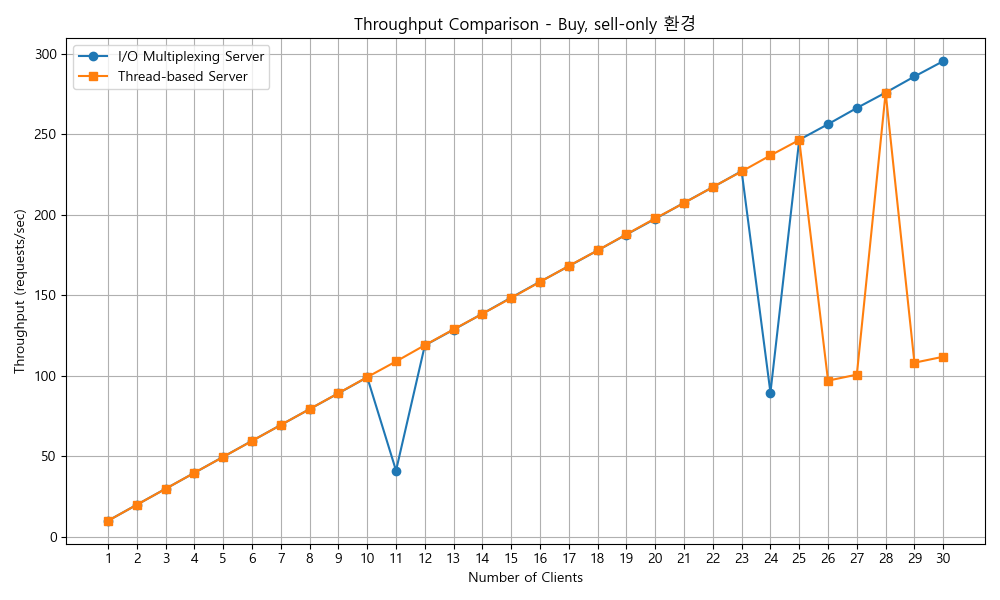 Throughput Comparison - Buy, sell-only 환경
I/O Multiplexing Server
Thread-based Server
300
250
200
150
100
50
0
Throughput (requests/sec)
1 2 3 4 5 6 7 8 9 10 11 12 13 14 15 16 17 18 19 20 21 22 23 24 25 26 27 28 29 30
Number of Clients